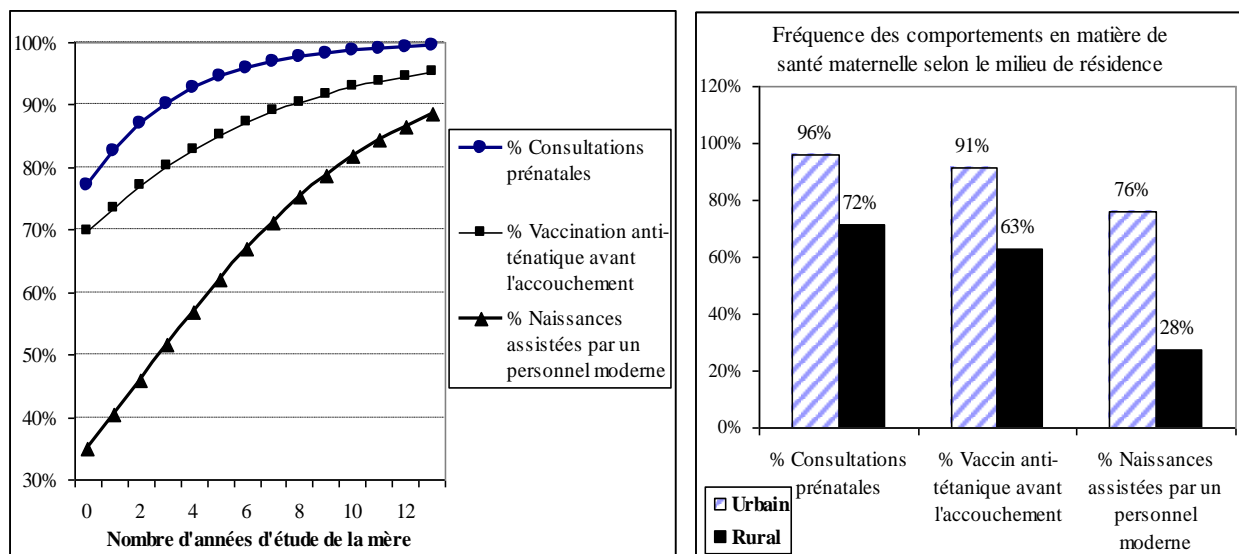 100%
90%
80%
70%
60%
50%
40%
30%
0 2 4 6 8 10 12
Nombre d'années d'étude de la mère
% Consultations
prénatales
% Vaccination anti-
ténatique avant
l'accouchement
% Naissances
assistées par un
personnel moderne
Fréquence des comportements en matière de
santé maternelle selon le milieu de résidence
120%
100%
80%
60%
40%
20%
0%
96%
72%
91%
63%
76%
28%
% Consultations
prénatales
% Vaccin anti-
tétanique avant
l'accouchement
% Naissances
assistées par un
personnel
moderne
Urbain
Rural